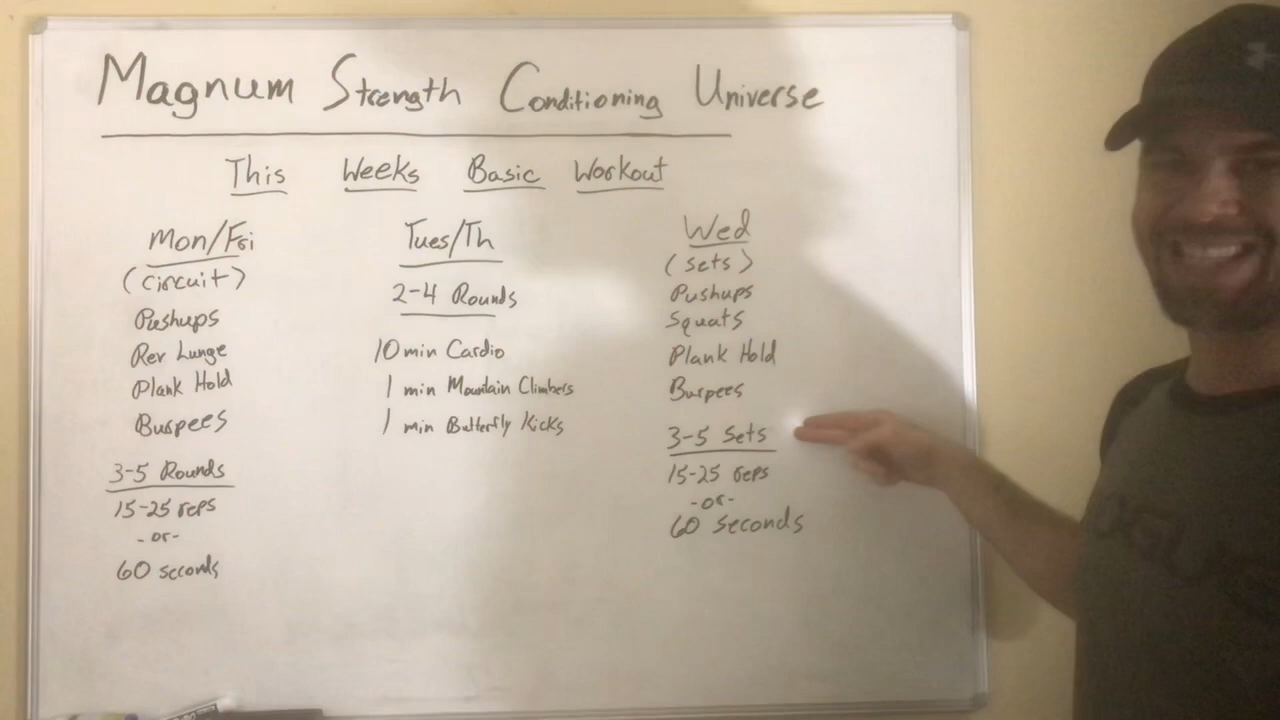 Magnum Strength Conditioning Universe
This Weeks Basic Workout
Mon/Fri
(circuit)
Pushups
Rev Lunge
Plank Hold
Burpees
3-5 Rounds
15-25 reps
-or-
60 seconds
Tues/Th
2-4 Rounds
10 min Cardio
1 min Mountain Climbers
1 min Butterfly Kicks
Wed
(sets)
Pushups
Squats
Plank Hold
Burpees
3-5 Sets
15-25 reps
-or-
60 seconds